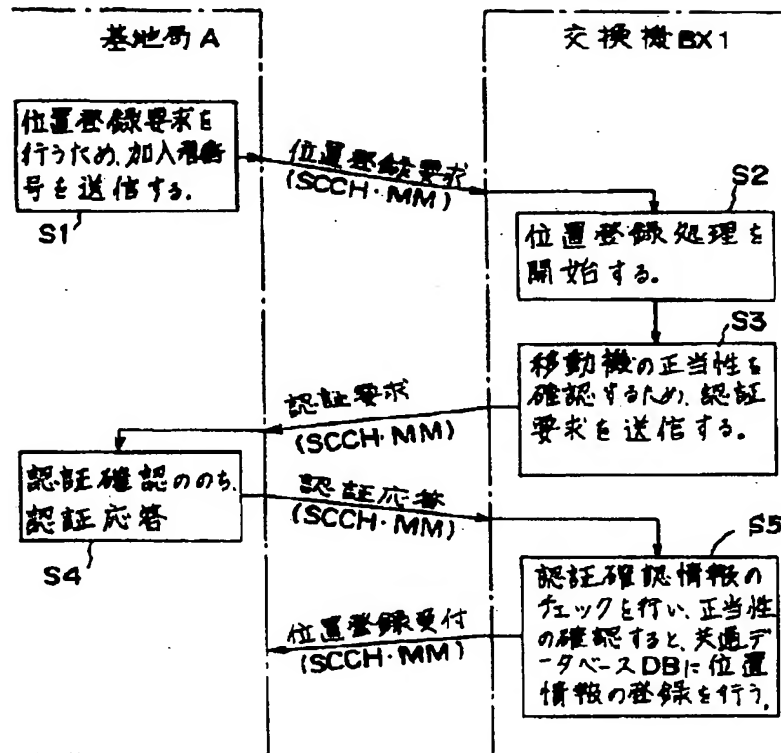 基地局A
交換機BX1
位置登録要求を
行うため、加入者番
号を送信する。
S1
位置登録要求
(SCCH・MM)
S2
位置登録処理を
開始する。
S3
移動機の正当性を
確認するため、認証
要求を送信する。
認証要求
(SCCH・MM)
認証確認ののち、
認証応答
S4
認証応答
(SCCH・MM)
S5
認証確認情報の
チェックを行い、正当性
の確認すると、共通デ
ータベースDBに位置
情報の登録を行う。
位置登録受付
(SCCH・MM)